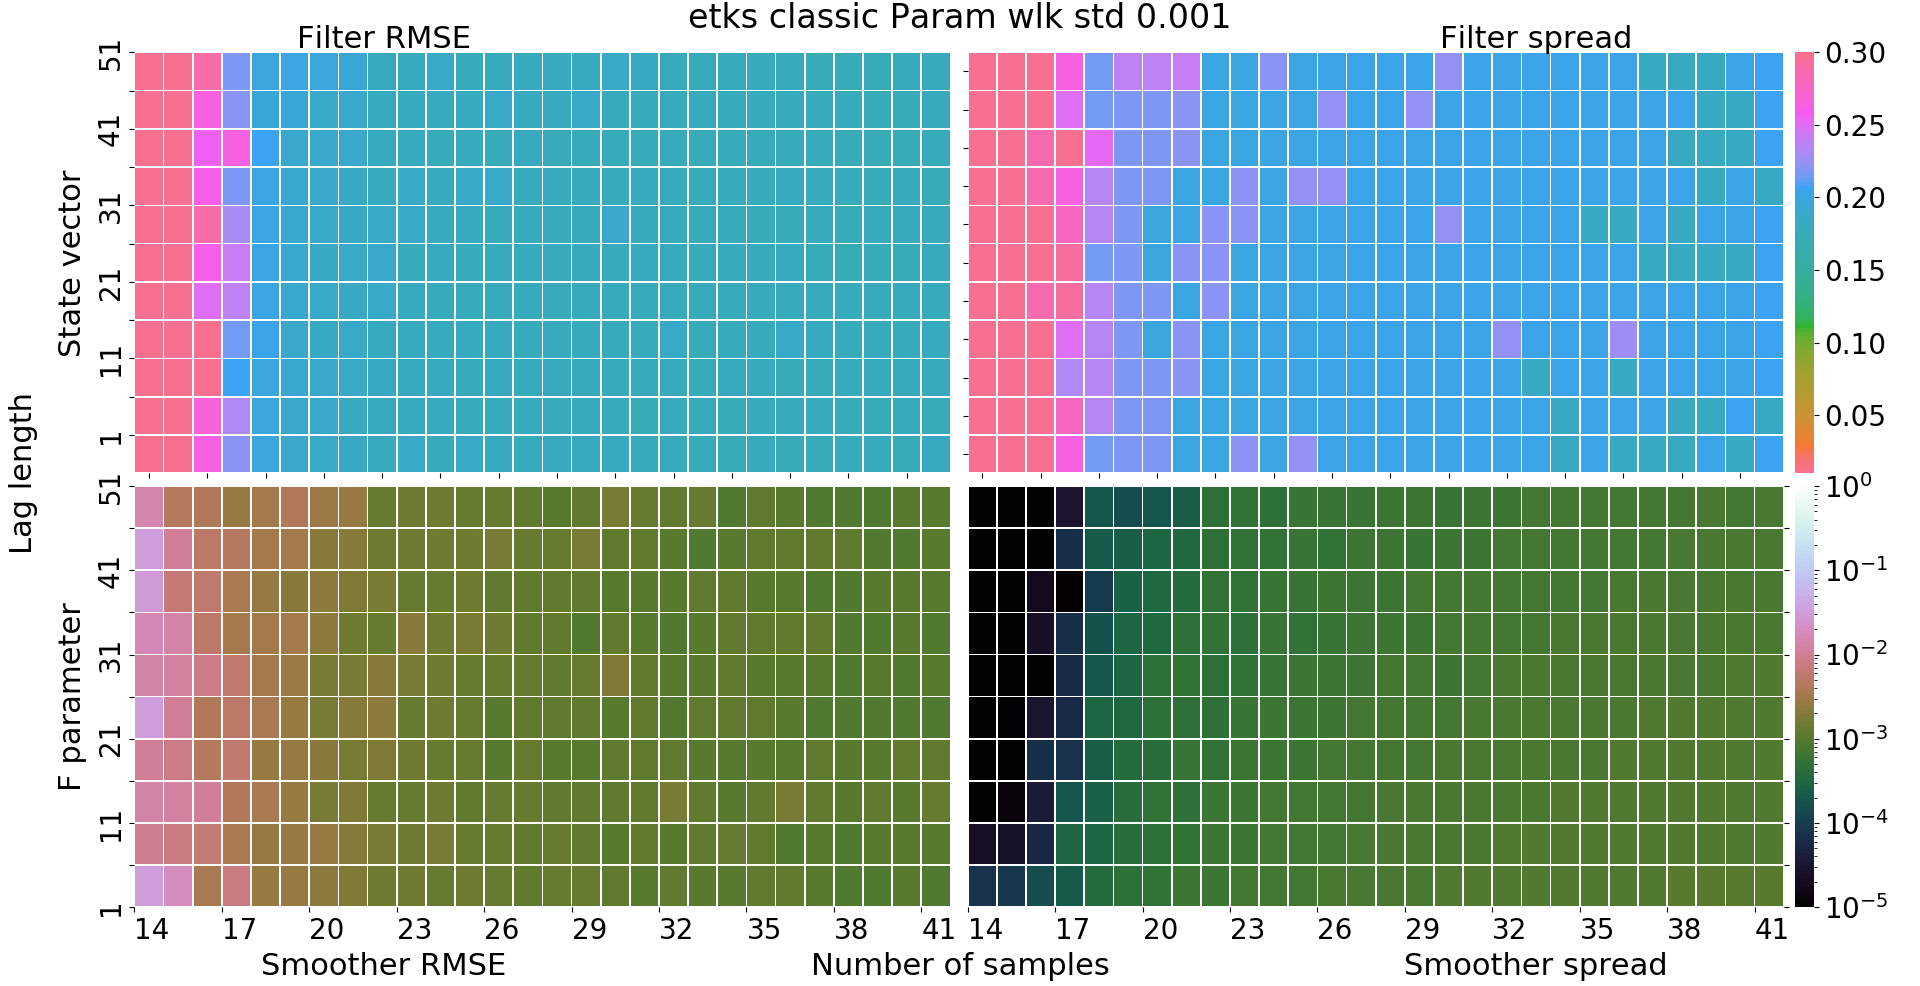 etks classic Param wlk std 0.001
Filter RMSE
Filter spread
51
41
31
21
11
1
State vector
0.30
0.25
0.20
0.15
0.10
0.05
Lag length
51
41
31
21
11
1
F parameter
10⁰
10⁻¹
10⁻²
10⁻³
10⁻⁴
10⁻⁵
14 17 20 23 26 29 32 35 38 41
14 17 20 23 26 29 32 35 38 41
Smoother RMSE
Number of samples
Smoother spread